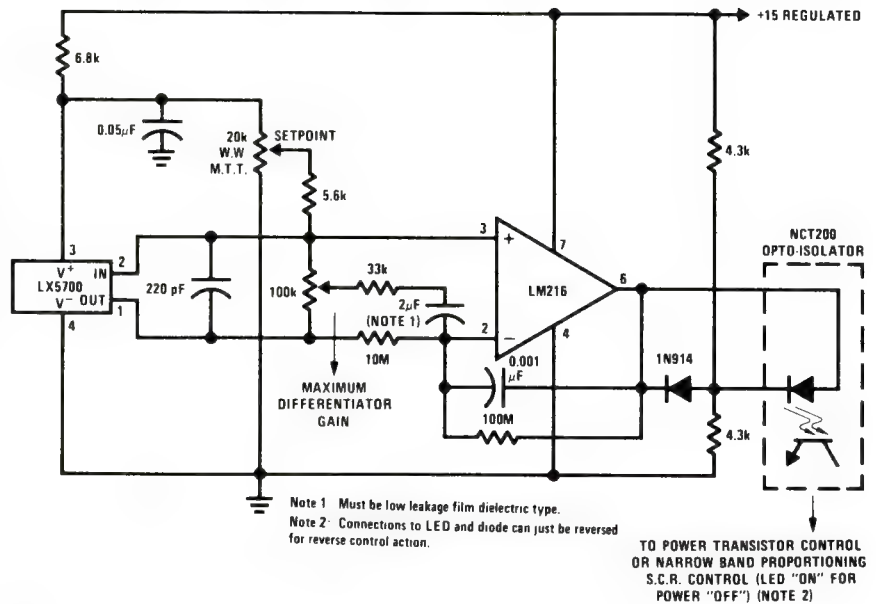 +15 REGULATED
6.8k
0.05µF
20k
W.W
M.T.T.
SETPOINT
5.6k
4.3k
3
V+ IN
2
LX5700
V− OUT
1
4
220 pF
100k
33k
2µF
(NOTE 1)
10M
MAXIMUM
DIFFERENTIATOR
GAIN
3
+
7
LM216
6
2
−
4
0.001
µF
100M
1N914
4.3k
NCT200
OPTO-ISOLATOR
Note 1 Must be low leakage film dielectric type.
Note 2· Connections to LED and diode can just be reversed
for reverse control action.
TO POWER TRANSISTOR CONTROL
OR NARROW BAND PROPORTIONING
S.C.R. CONTROL (LED "ON" FOR
POWER "OFF") (NOTE 2)